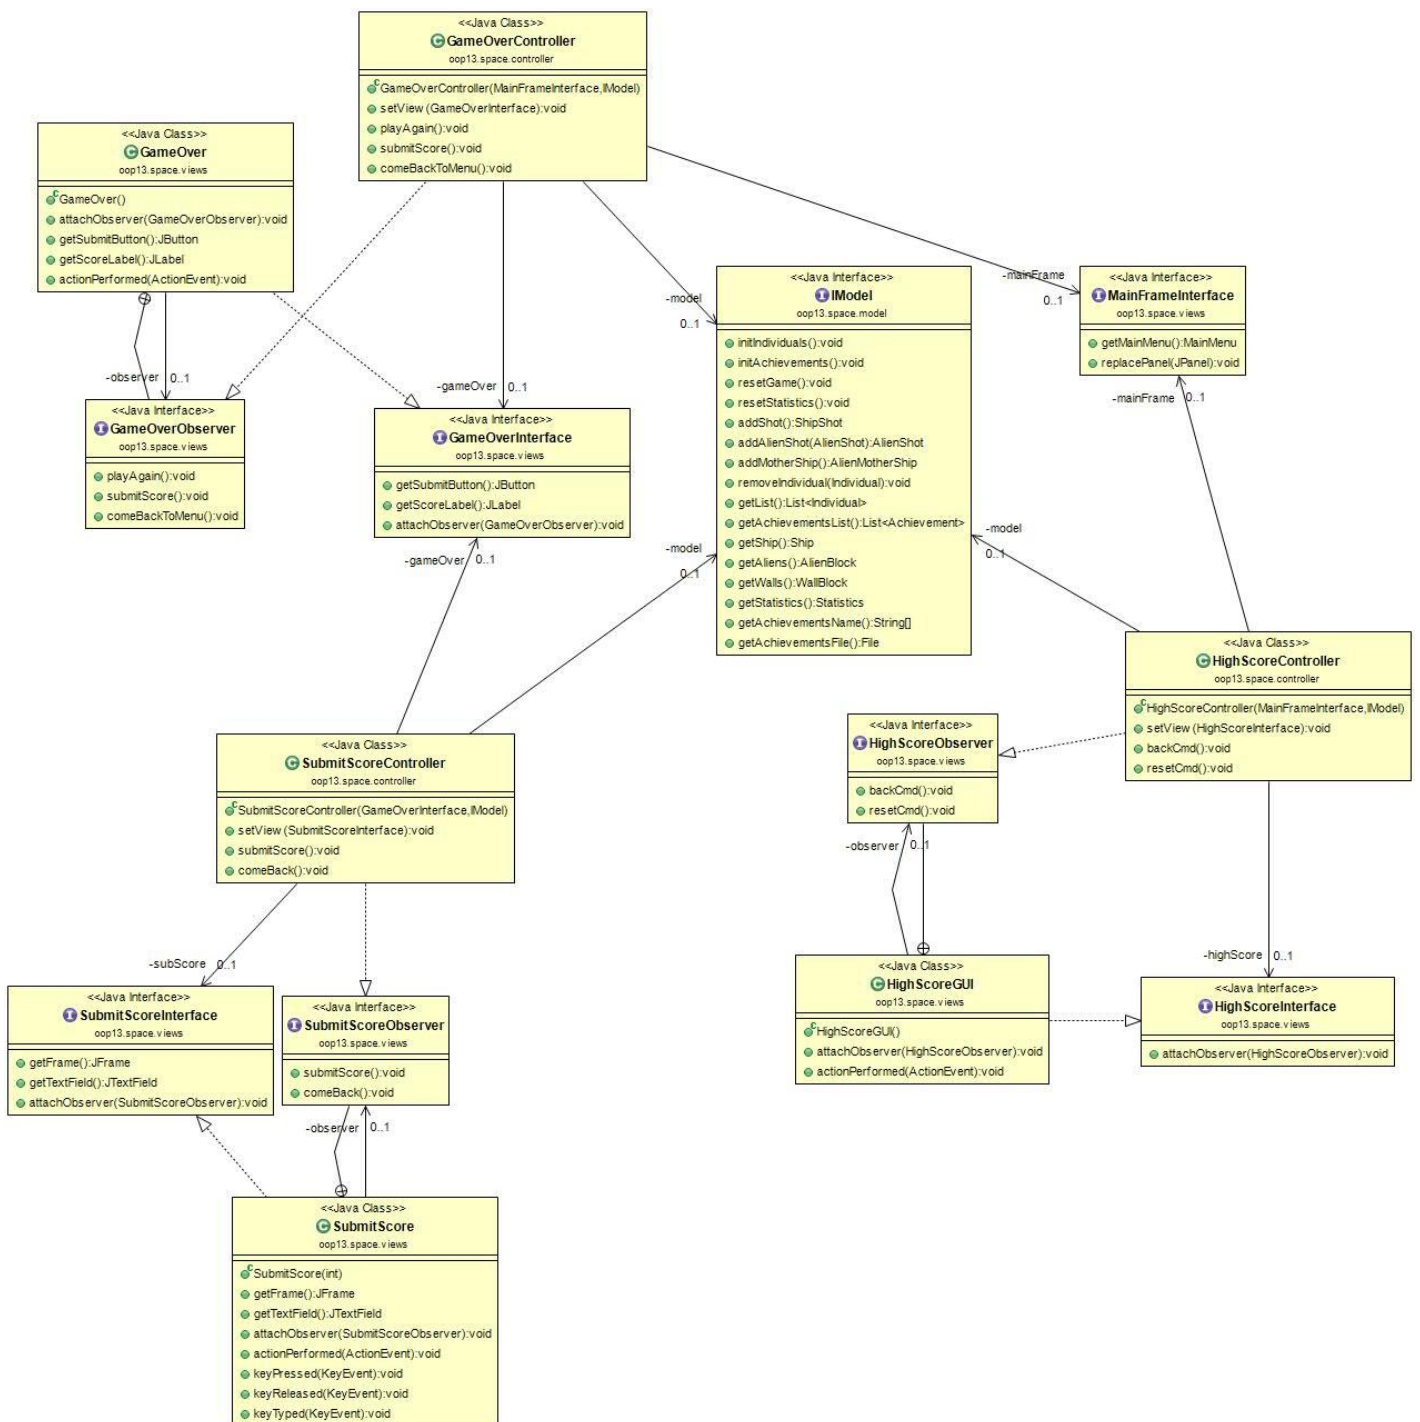 <<Java Class>>
GameOverController
oop13.space.controller
GameOverController(MainFrameInterface,IModel)
setView(GameOverInterface):void
playAgain():void
submitScore():void
comeBackToMenu():void
<<Java Class>>
GameOver
oop13.space.views
GameOver()
attachObserver(GameOverObserver):void
getSubmitButton():JButton
getScoreLabel():JLabel
actionPerformed(ActionEvent):void
-observer
0..1
<<Java Interface>>
GameOverObserver
oop13.space.views
playAgain():void
submitScore():void
comeBackToMenu():void
-gameOver
0..1
<<Java Interface>>
GameOverInterface
oop13.space.views
getSubmitButton():JButton
getScoreLabel():JLabel
attachObserver(GameOverObserver):void
-gameOver
0..1
-model
0..1
<<Java Interface>>
IModel
oop13.space.model
initIndividuals():void
initAchievements():void
resetGame():void
resetStatistics():void
addShot():ShipShot
addAlienShot(AlienShot):AlienShot
addMotherShip():AlienMotherShip
removeIndividual(Individual):void
getList():List<Individual>
getAchievementsList():List<Achievement>
getShip():Ship
getAliens():AlienBlock
getWalls():WallBlock
getStatistics():Statistics
getAchievementsName():String[]
getAchievementsFile():File
-model
0..1
-model
0..1
-mainFrame
0..1
<<Java Interface>>
MainFrameInterface
oop13.space.views
getMainMenu():MainMenu
replacePanel(JPanel):void
-mainFrame
0..1
<<Java Class>>
HighScoreController
oop13.space.controller
HighScoreController(MainFrameInterface,IModel)
setView(HighScoreInterface):void
backCmd():void
resetCmd():void
<<Java Interface>>
HighScoreObserver
oop13.space.views
backCmd():void
resetCmd():void
-observer
0..1
<<Java Class>>
HighScoreGUI
oop13.space.views
HighScoreGUI()
attachObserver(HighScoreObserver):void
actionPerformed(ActionEvent):void
-highScore
0..1
<<Java Interface>>
HighScoreInterface
oop13.space.views
attachObserver(HighScoreObserver):void
<<Java Class>>
SubmitScoreController
oop13.space.controller
SubmitScoreController(GameOverInterface,IModel)
setView(SubmitScoreInterface):void
submitScore():void
comeBack():void
-subScore
0..1
<<Java Interface>>
SubmitScoreInterface
oop13.space.views
getFrame():JFrame
getTextField():JTextField
attachObserver(SubmitScoreObserver):void
<<Java Interface>>
SubmitScoreObserver
oop13.space.views
submitScore():void
comeBack():void
-observer
0..1
<<Java Class>>
SubmitScore
oop13.space.views
SubmitScore(int)
getFrame():JFrame
getTextField():JTextField
attachObserver(SubmitScoreObserver):void
actionPerformed(ActionEvent):void
keyPressed(KeyEvent):void
keyReleased(KeyEvent):void
keyTyped(KeyEvent):void